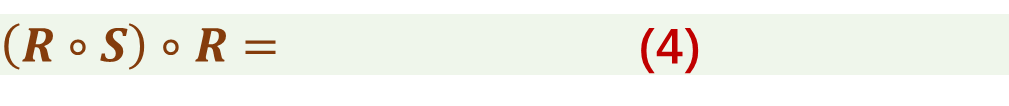 (R ∘ S) ∘ R = (4)